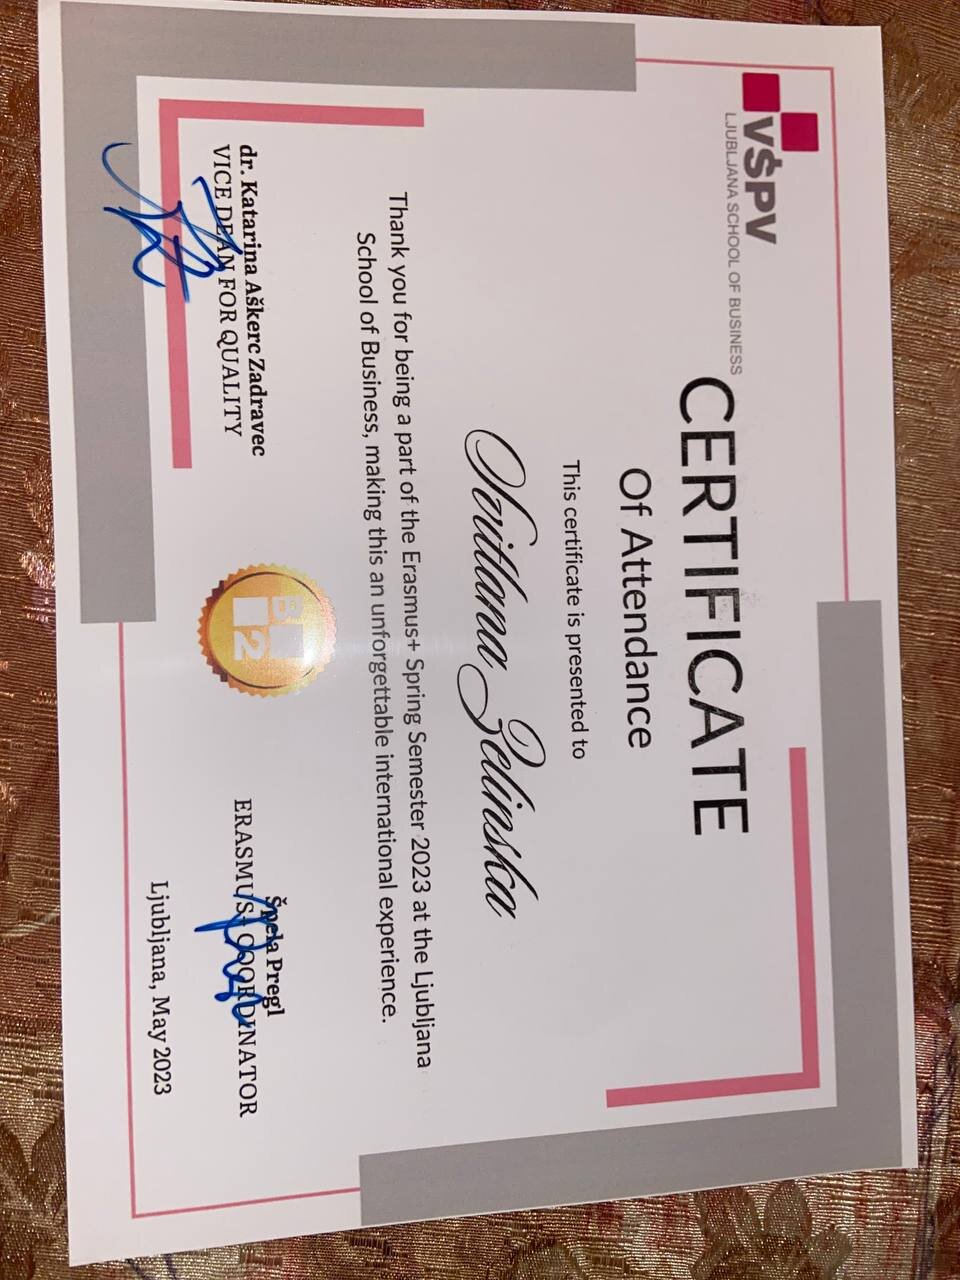 VŠPV
LJUBLJANA SCHOOL OF BUSINESS
CERTIFICATE
Of Attendance
This certificate is presented to
Svitlana Zelinska
Thank you for being a part of the Erasmus+ Spring Semester 2023 at the Ljubljana
School of Business, making this an unforgettable international experience.
dr. Katarina Aškerc Zadravec
VICE DEAN FOR QUALITY
B2
Špela Pregl
ERASMUS+ COORDINATOR
Ljubljana, May 2023